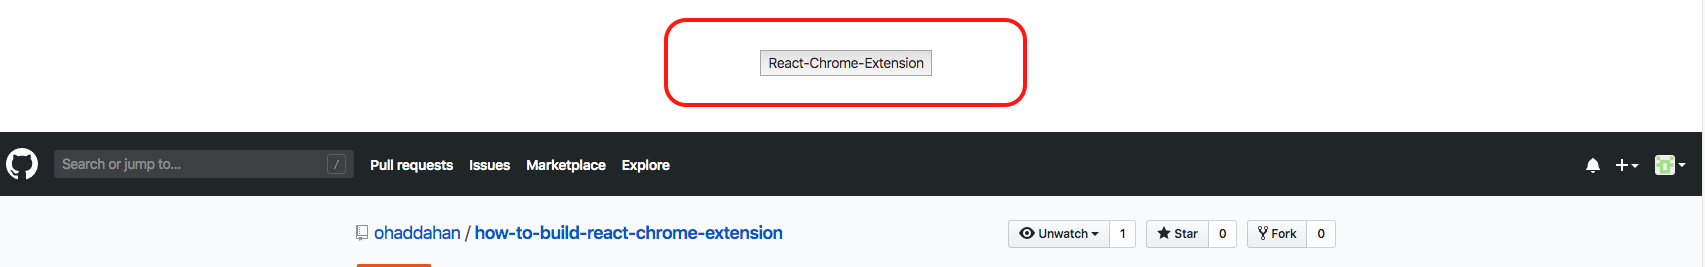 React-Chrome-Extension
Search or jump to... / Pull requests Issues Marketplace Explore
ohaddahan / how-to-build-react-chrome-extension Unwatch 1 Star 0 Fork 0